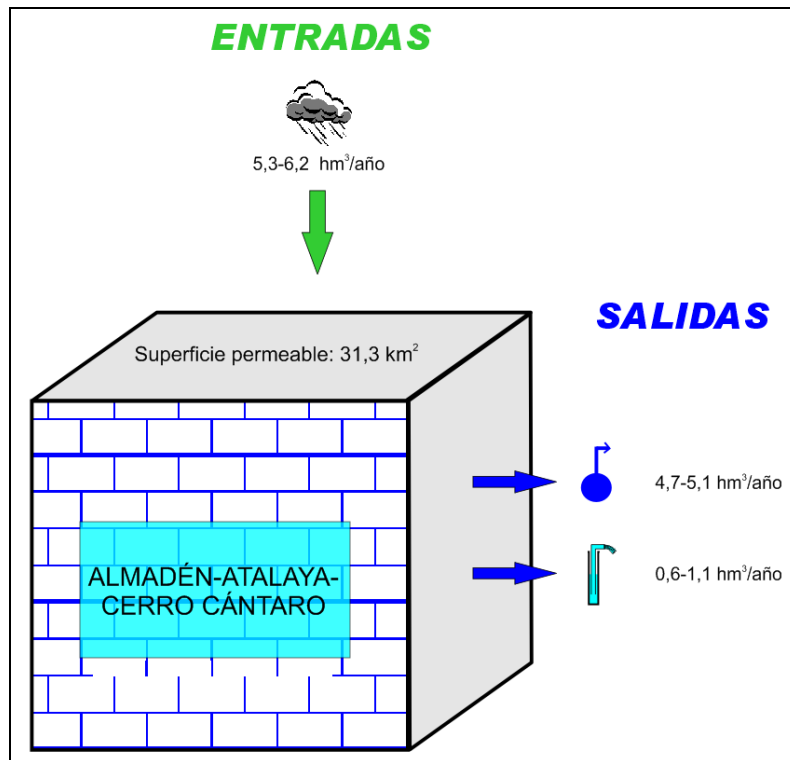 ENTRADAS
5,3-6,2 hm³/año
SALIDAS
Superficie permeable: 31,3 km²
4,7-5,1 hm³/año
ALMADÉN-ATALAYA-
CERRO CÁNTARO
0,6-1,1 hm³/año